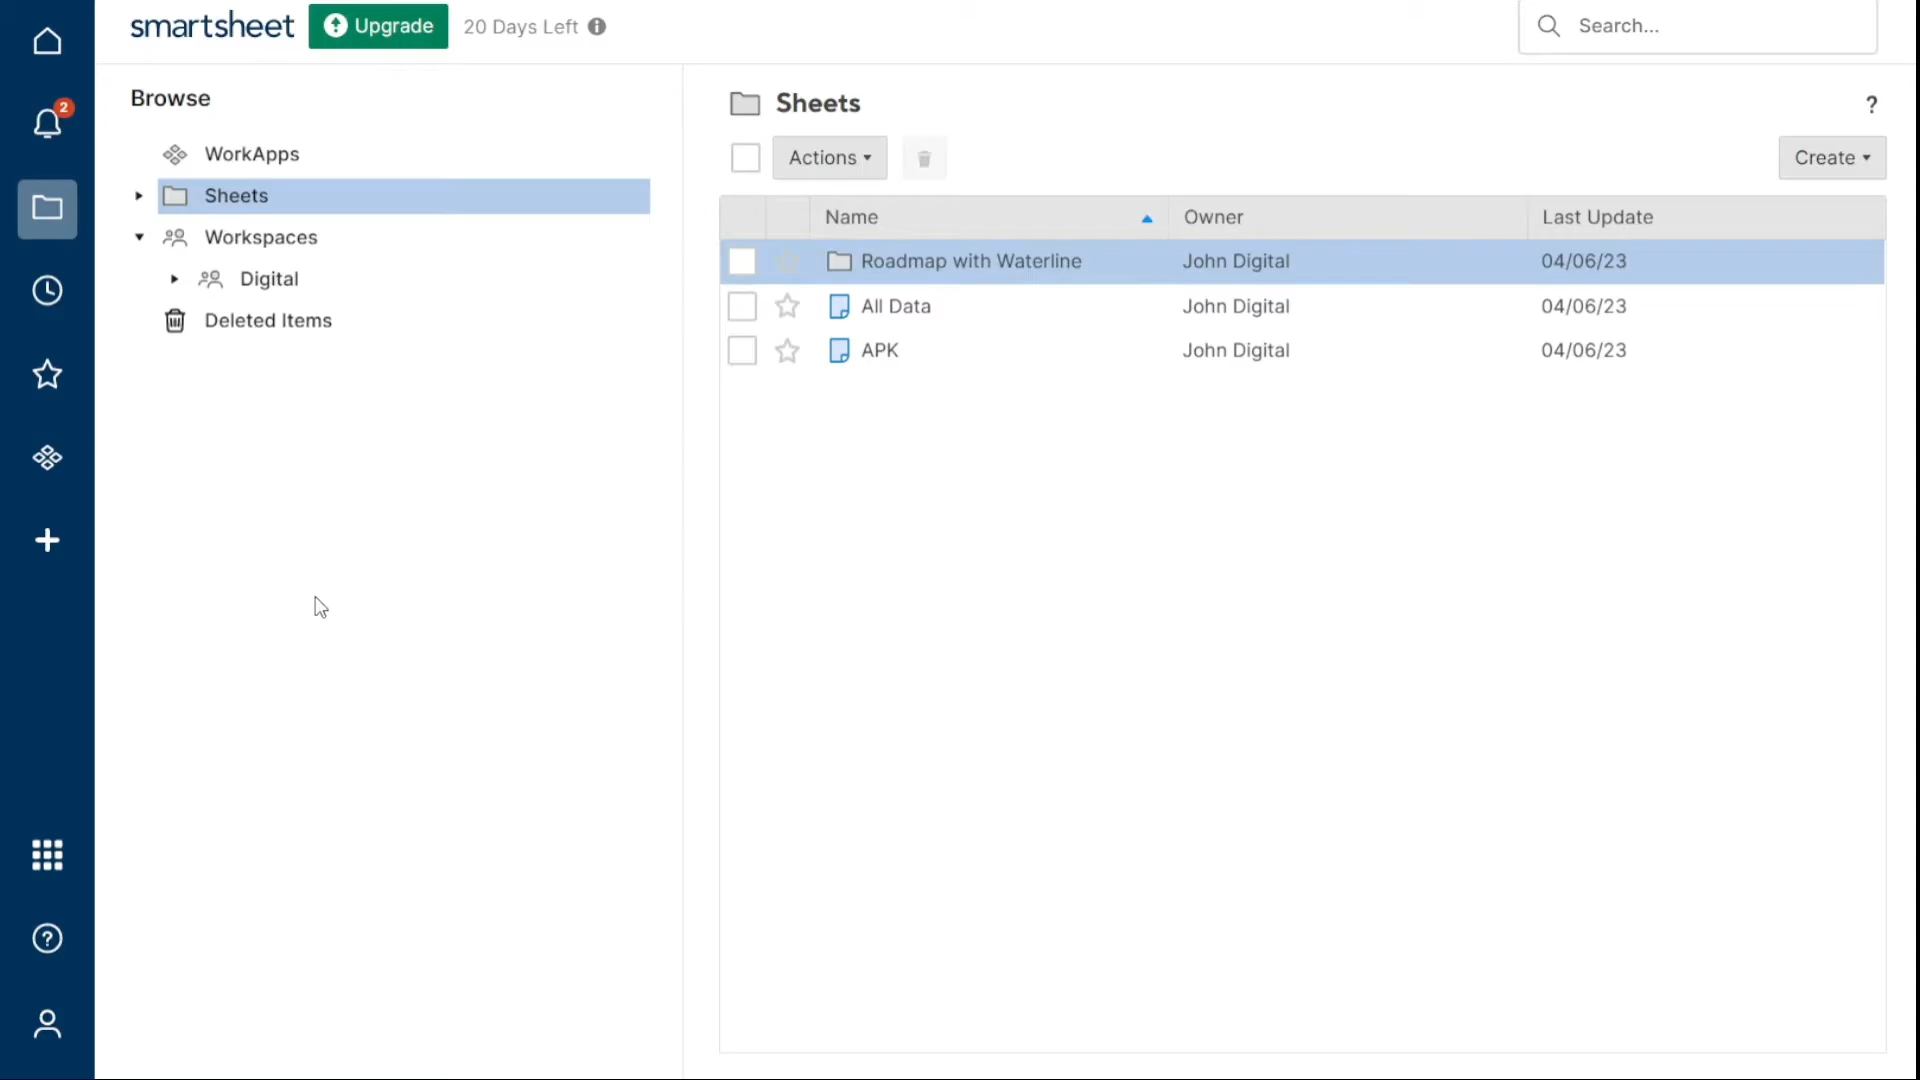 smartsheet Upgrade 20 Days Left Search...
2
Browse
WorkApps
Sheets
Workspaces
Digital
Deleted Items
Sheets ?
Actions Create
Name Owner Last Update
Roadmap with Waterline John Digital 04/06/23
All Data John Digital 04/06/23
APK John Digital 04/06/23